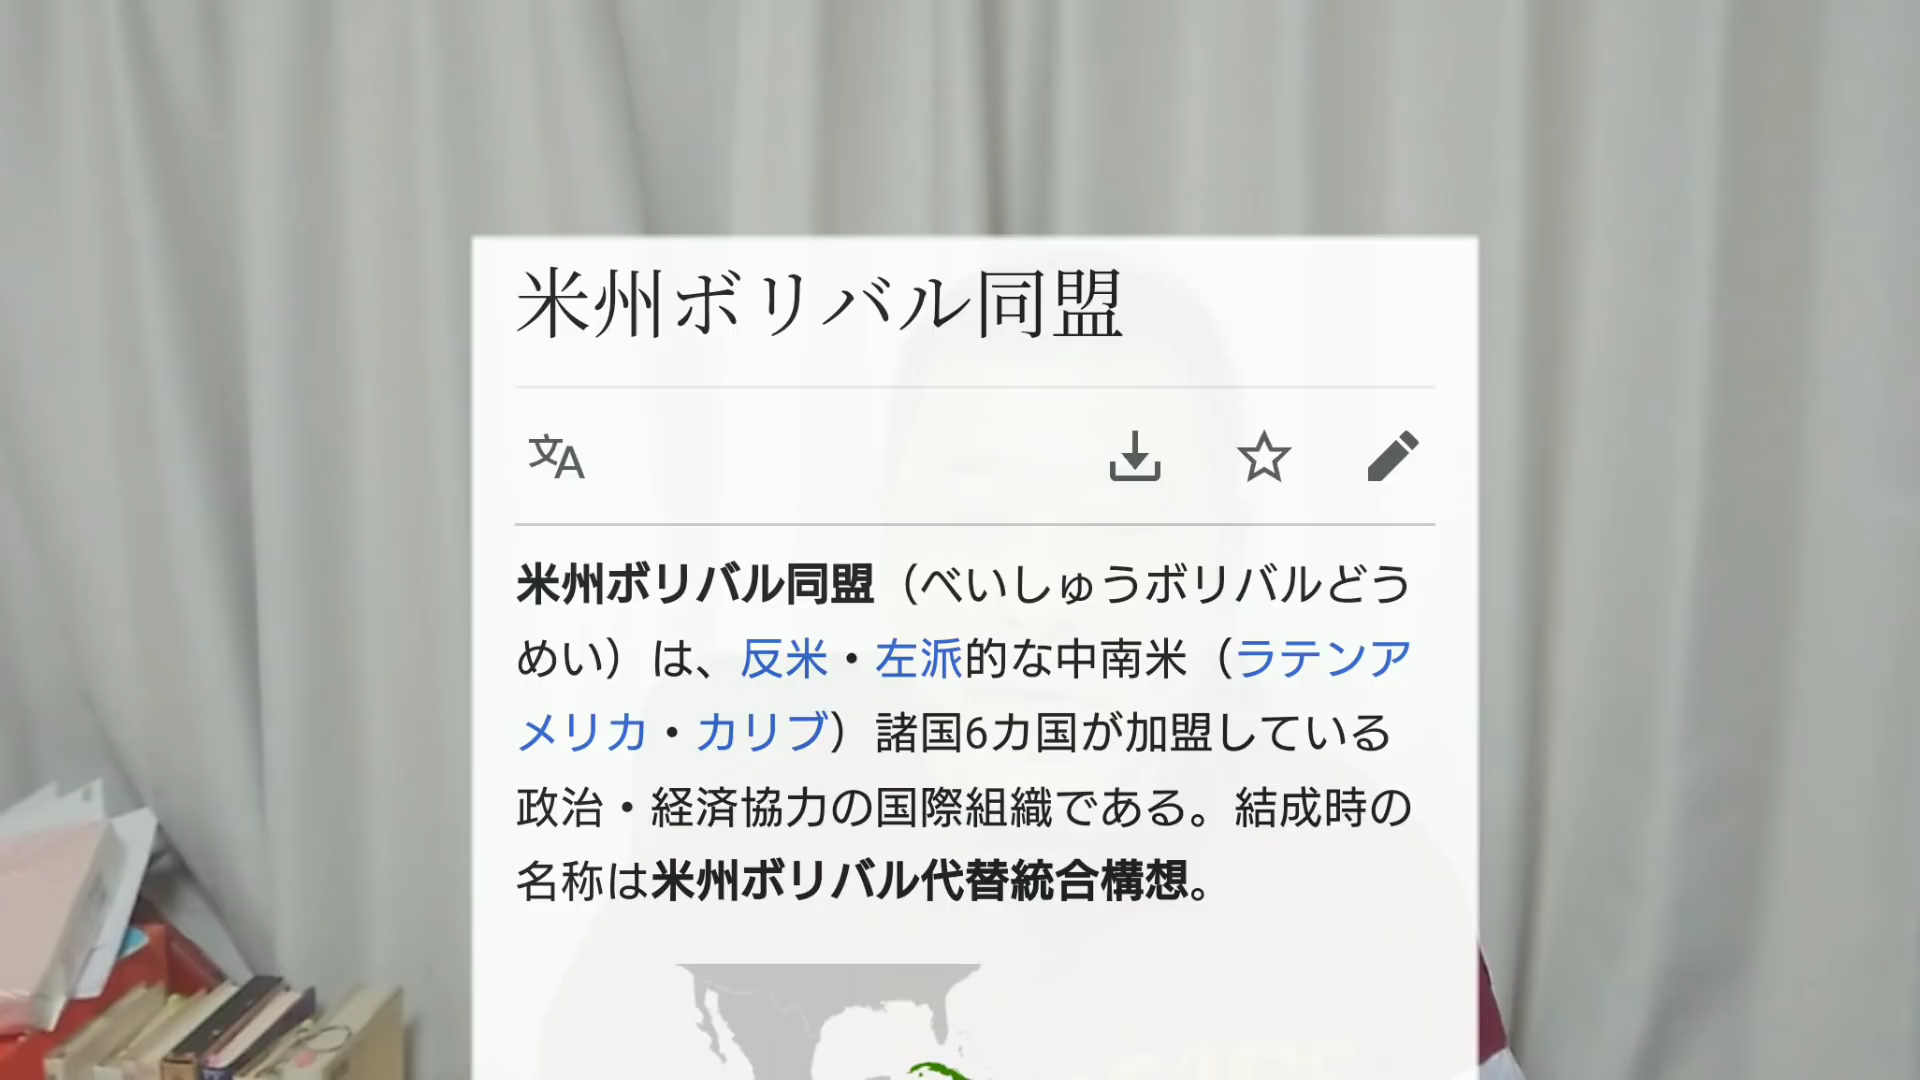 米州ボリバル同盟
米州ボリバル同盟（べいしゅうボリバルどう
めい）は、反米・左派的な中南米（ラテンア
メリカ・カリブ）諸国6カ国が加盟している
政治・経済協力の国際組織である。結成時の
名称は米州ボリバル代替統合構想。